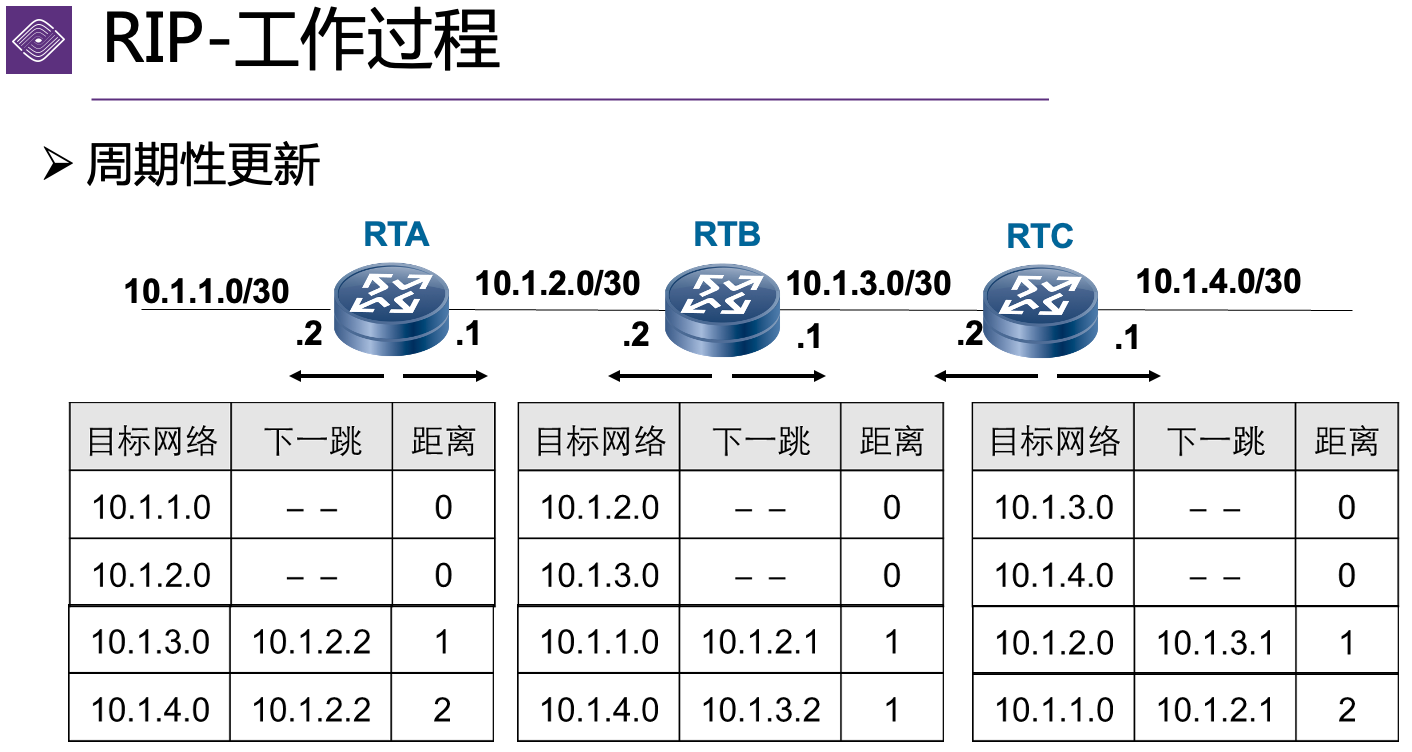 RIP-工作过程
➢ 周期性更新
RTA RTB RTC
10.1.1.0/30 10.1.2.0/30 10.1.3.0/30 10.1.4.0/30
.2 .1 .2 .1 .2 .1
目标网络 下一跳 距离
10.1.1.0 – – 0
10.1.2.0 – – 0
10.1.3.0 10.1.2.2 1
10.1.4.0 10.1.2.2 2
目标网络 下一跳 距离
10.1.2.0 – – 0
10.1.3.0 – – 0
10.1.1.0 10.1.2.1 1
10.1.4.0 10.1.3.2 1
目标网络 下一跳 距离
10.1.3.0 – – 0
10.1.4.0 – – 0
10.1.2.0 10.1.3.1 1
10.1.1.0 10.1.2.1 2